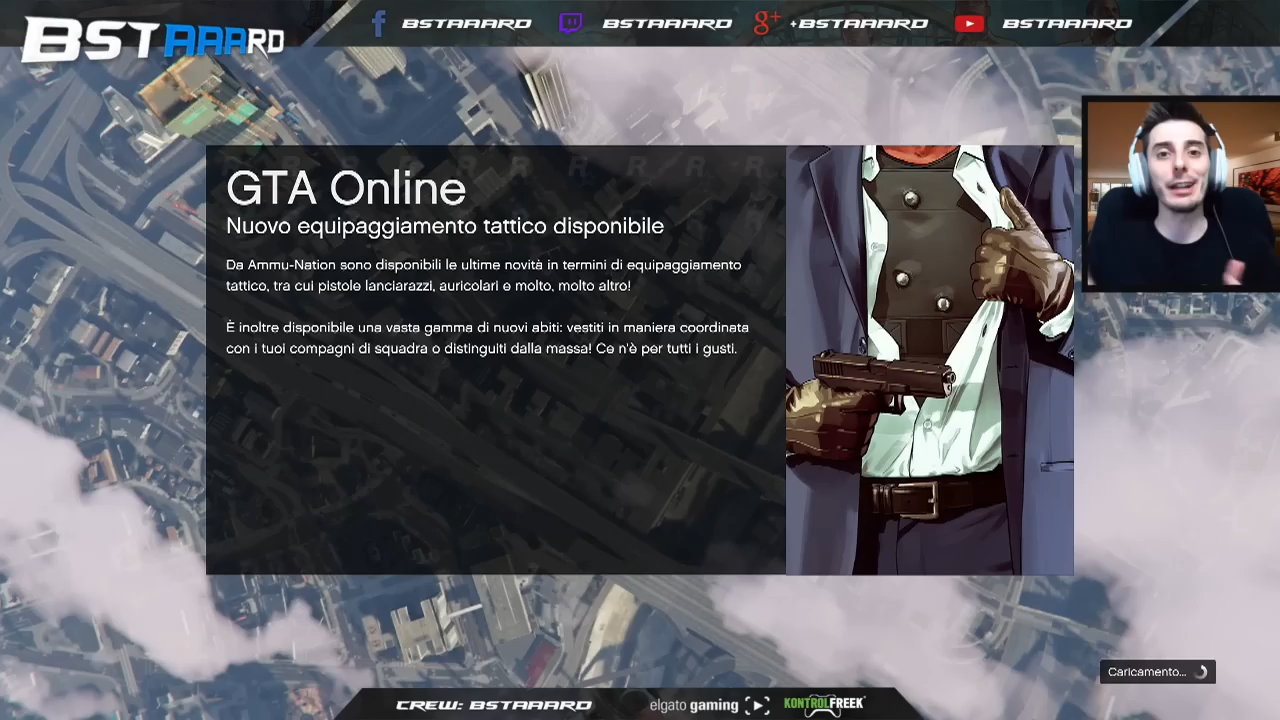 BSTAAARD
BSTAAARD BSTAAARD g+ +BSTAAARD BSTAAARD
GTA Online
Nuovo equipaggiamento tattico disponibile
Da Ammu-Nation sono disponibili le ultime novità in termini di equipaggiamento
tattico, tra cui pistole lanciarazzi, auricolari e molto, molto altro!
È inoltre disponibile una vasta gamma di nuovi abiti: vestiti in maniera coordinata
con i tuoi compagni di squadra o distinguiti dalla massa! Ce n'è per tutti i gusti.
Caricamento...
CREW: BSTAAARD elgato gaming KONTROLFREEK